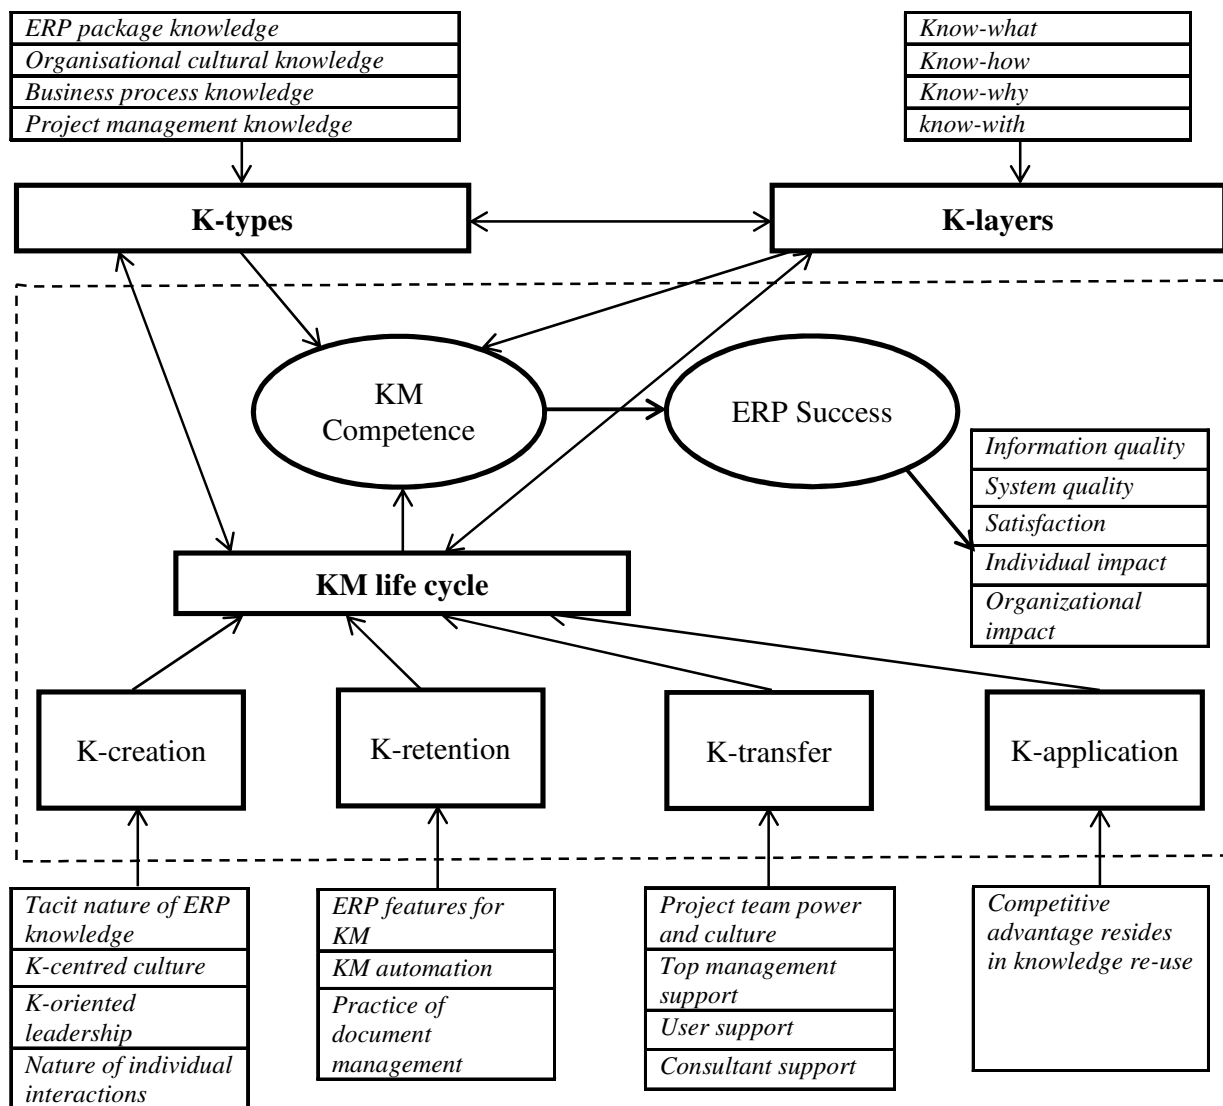 ERP package knowledge
Organisational cultural knowledge
Business process knowledge
Project management knowledge
Know-what
Know-how
Know-why
know-with
K-types
K-layers
KM
Competence
ERP Success
Information quality
System quality
Satisfaction
Individual impact
Organizational
impact
KM life cycle
K-creation
K-retention
K-transfer
K-application
Tacit nature of ERP
knowledge
K-centred culture
K-oriented
leadership
Nature of individual
interactions
ERP features for
KM
KM automation
Practice of
document
management
Project team power
and culture
Top management
support
User support
Consultant support
Competitive
advantage resides
in knowledge re-use